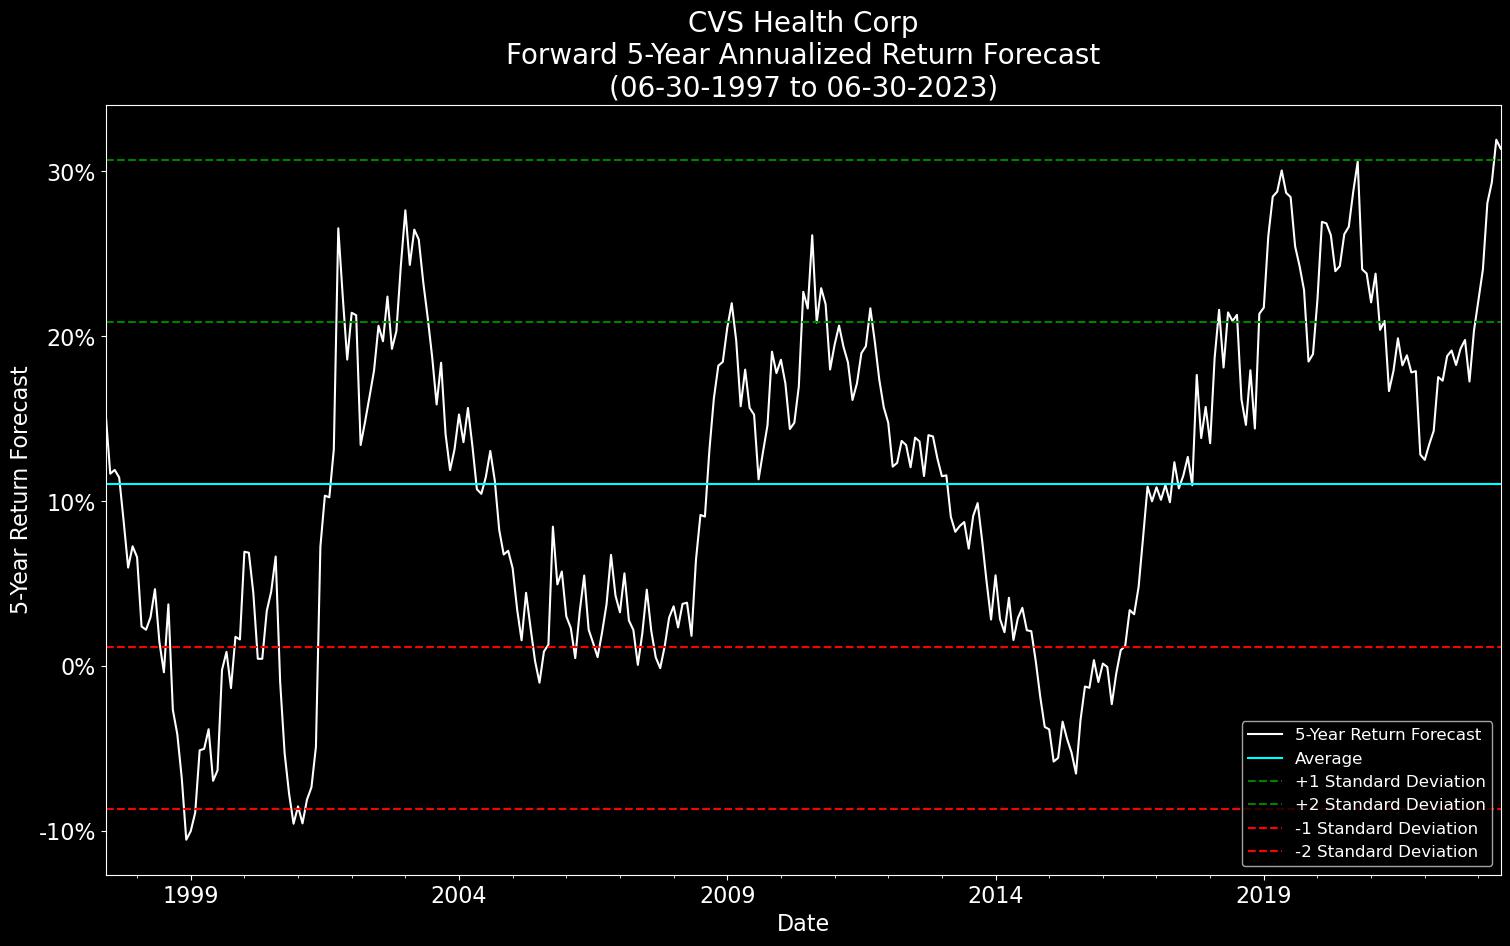 CVS Health Corp
Forward 5-Year Annualized Return Forecast
(06-30-1997 to 06-30-2023)
5-Year Return Forecast
30%
20%
10%
0%
-10%
5-Year Return Forecast
Average
+1 Standard Deviation
+2 Standard Deviation
-1 Standard Deviation
-2 Standard Deviation
1999 2004 2009 2014 2019
Date